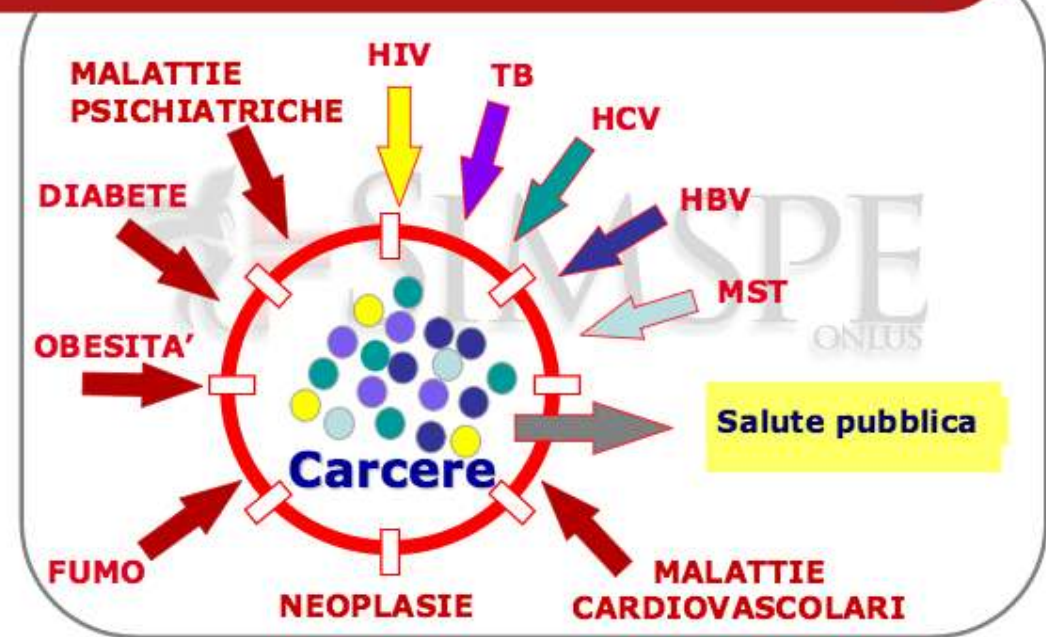 HIV
TB
MALATTIE
PSICHIATRICHE
HCV
DIABETE
HBV
MST
SIMSPE
ONLUS
OBESITA’
Salute pubblica
Carcere
FUMO
NEOPLASIE
MALATTIE
CARDIOVASCOLARI